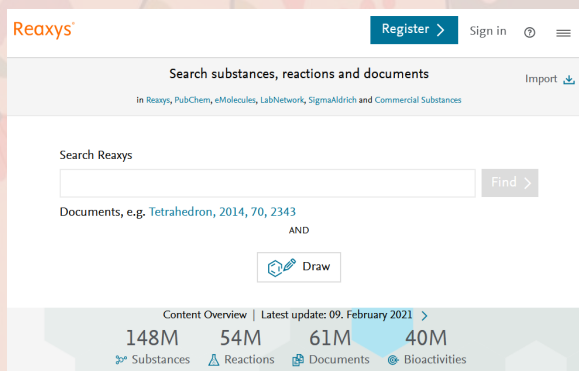 Reaxys®
Register
Sign in
Search substances, reactions and documents
Import
in Reaxys, PubChem, eMolecules, LabNetwork, SigmaAldrich and Commercial Substances
Search Reaxys
Find
Documents, e.g. Tetrahedron, 2014, 70, 2343
AND
Draw
Content Overview | Latest update: 09. February 2021
148M 54M 61M 40M
Substances Reactions Documents Bioactivities